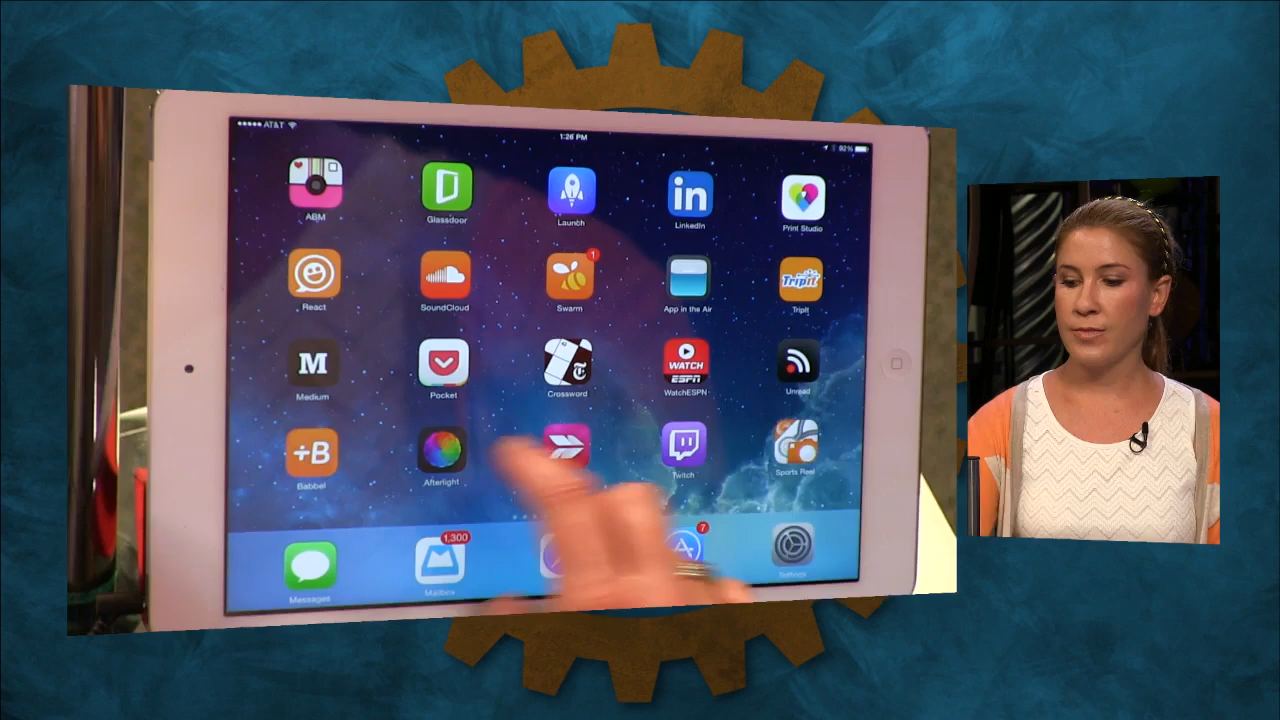 AT&T
1:26 PM
92%
ABM
Glassdoor
Launch
in
LinkedIn
Print Studio
React
SoundCloud
1
Swarm
App in the Air
TripIt
TripIt
M
Medium
Pocket
T
Crossword
WATCH
ESPN
WatchESPN
Unread
÷B
Babbel
Afterlight
Twitch
Sports Reel
Messages
1,300
Mailbox
7
Settings